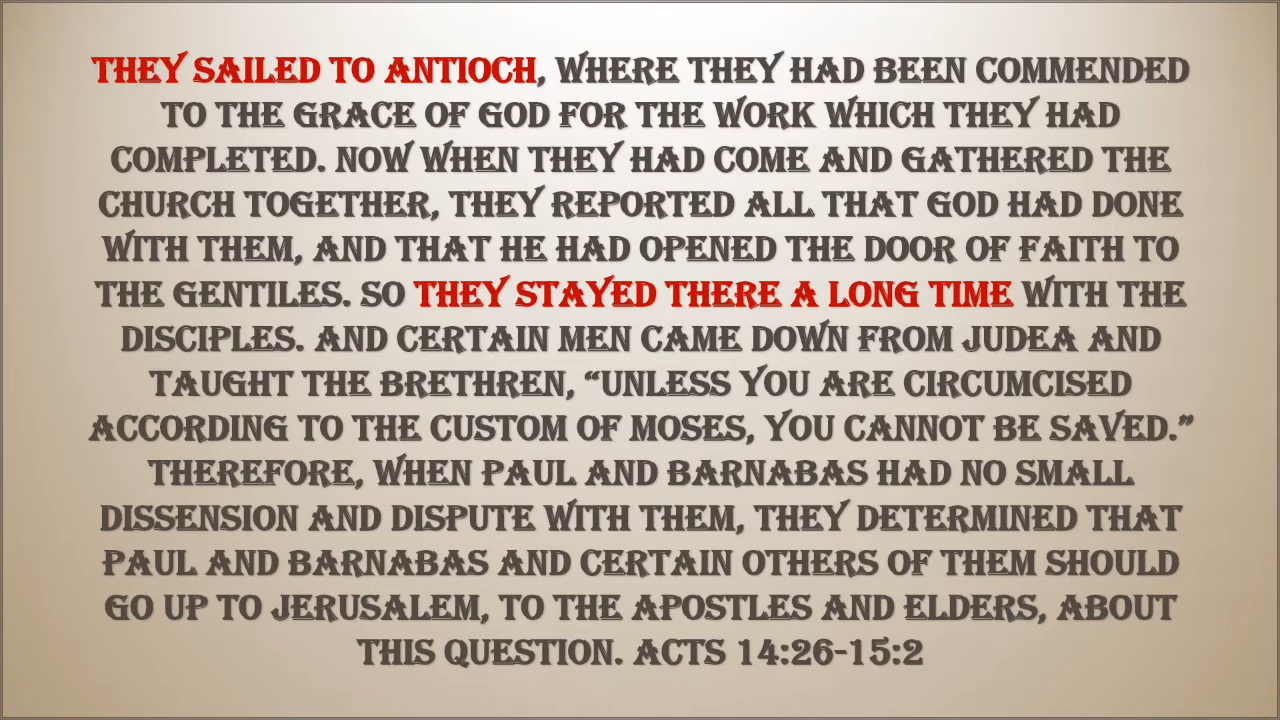 THEY SAILED TO ANTIOCH, WHERE THEY HAD BEEN COMMENDED
TO THE GRACE OF GOD FOR THE WORK WHICH THEY HAD
COMPLETED. NOW WHEN THEY HAD COME AND GATHERED THE
CHURCH TOGETHER, THEY REPORTED ALL THAT GOD HAD DONE
WITH THEM, AND THAT HE HAD OPENED THE DOOR OF FAITH TO
THE GENTILES. SO THEY STAYED THERE A LONG TIME WITH THE
DISCIPLES. AND CERTAIN MEN CAME DOWN FROM JUDEA AND
TAUGHT THE BRETHREN, “UNLESS YOU ARE CIRCUMCISED
ACCORDING TO THE CUSTOM OF MOSES, YOU CANNOT BE SAVED.”
THEREFORE, WHEN PAUL AND BARNABAS HAD NO SMALL
DISSENSION AND DISPUTE WITH THEM, THEY DETERMINED THAT
PAUL AND BARNABAS AND CERTAIN OTHERS OF THEM SHOULD
GO UP TO JERUSALEM, TO THE APOSTLES AND ELDERS, ABOUT
THIS QUESTION. ACTS 14:26-15:2